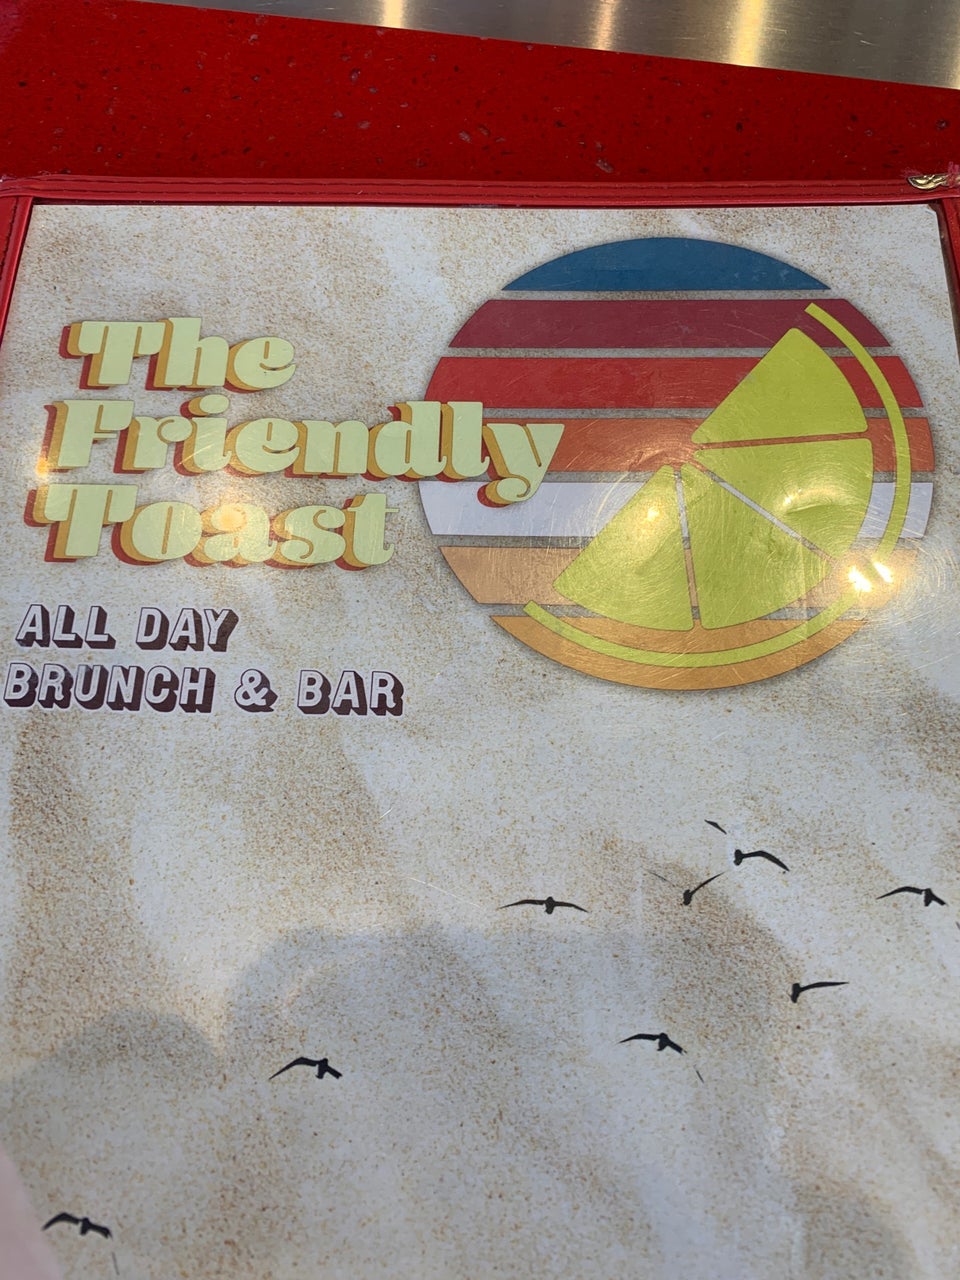 The
Friendly
Toast
ALL DAY
BRUNCH & BAR